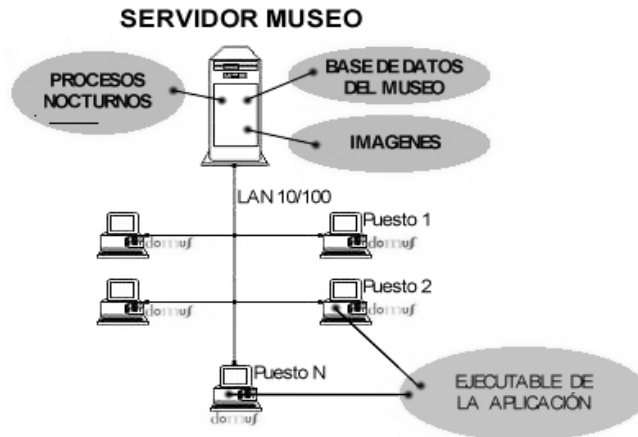 SERVIDOR MUSEO
PROCESOS
NOCTURNOS
BASE DE DATOS
DEL MUSEO
IMAGENES
LAN 10/100
domus
Puesto 1
domus
domus
Puesto 2
domus
Puesto N
domus
EJECUTABLE DE
LA APLICACIÓN